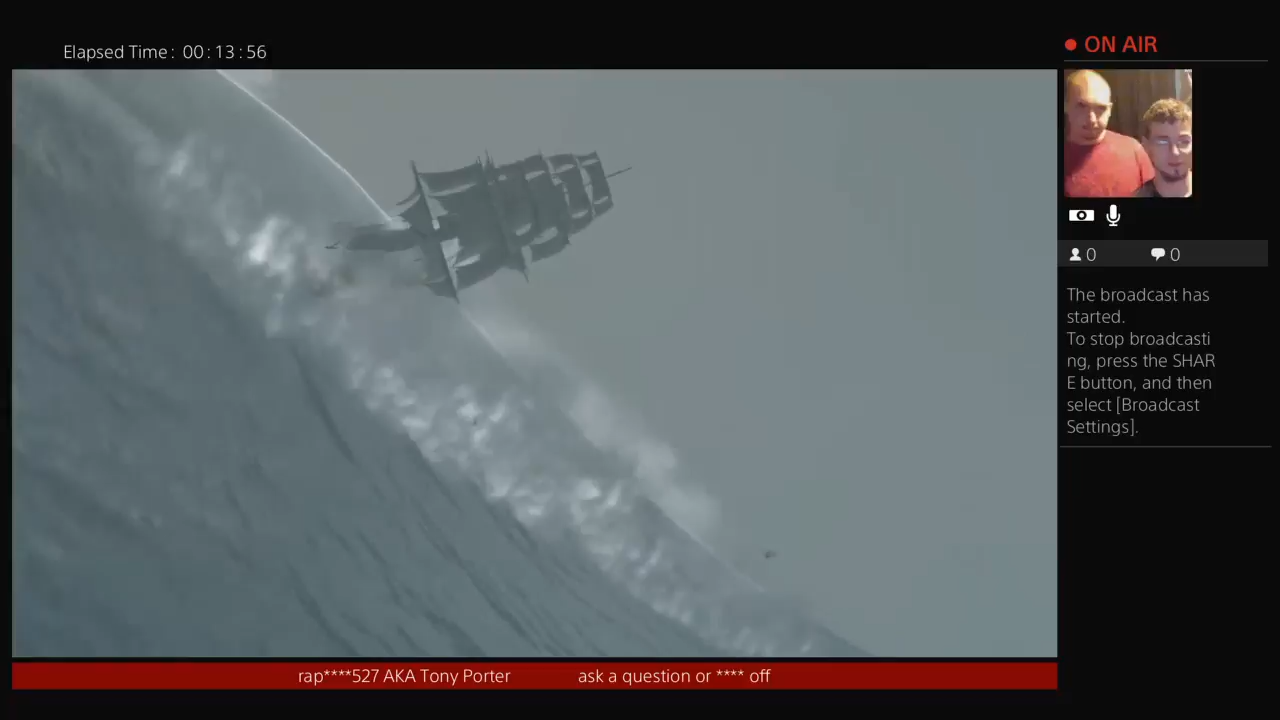 Elapsed Time: 00:13:56
ON AIR
0 0
The broadcast has
started.
To stop broadcasti
ng, press the SHAR
E button, and then
select [Broadcast
Settings].
rap****527 AKA Tony Porter ask a question or **** off